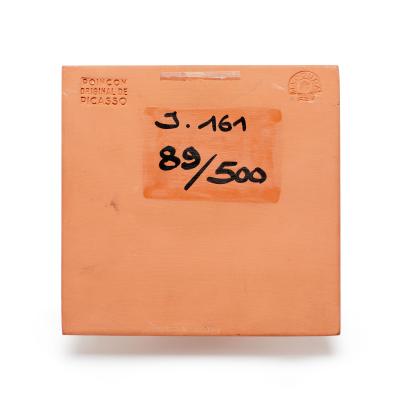 POINÇON
ORIGINAL DE
PICASSO
J. 161
89/500